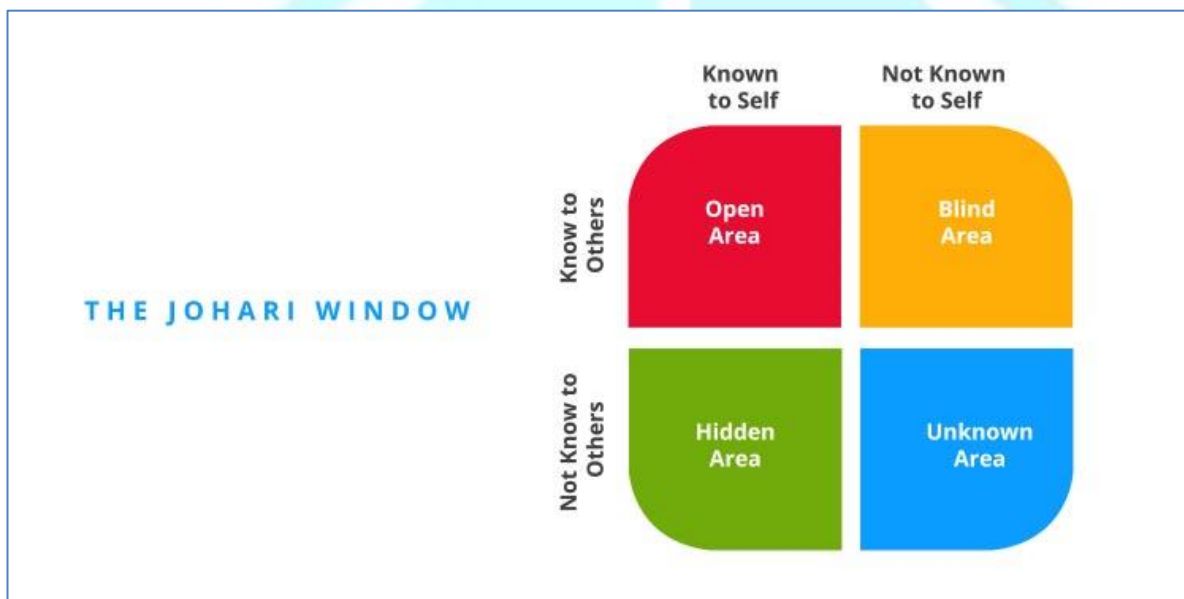 Known
to Self
Not Known
to Self
Know to
Others
Open
Area
Blind
Area
THE JOHARI WINDOW
Not Know to
Others
Hidden
Area
Unknown
Area